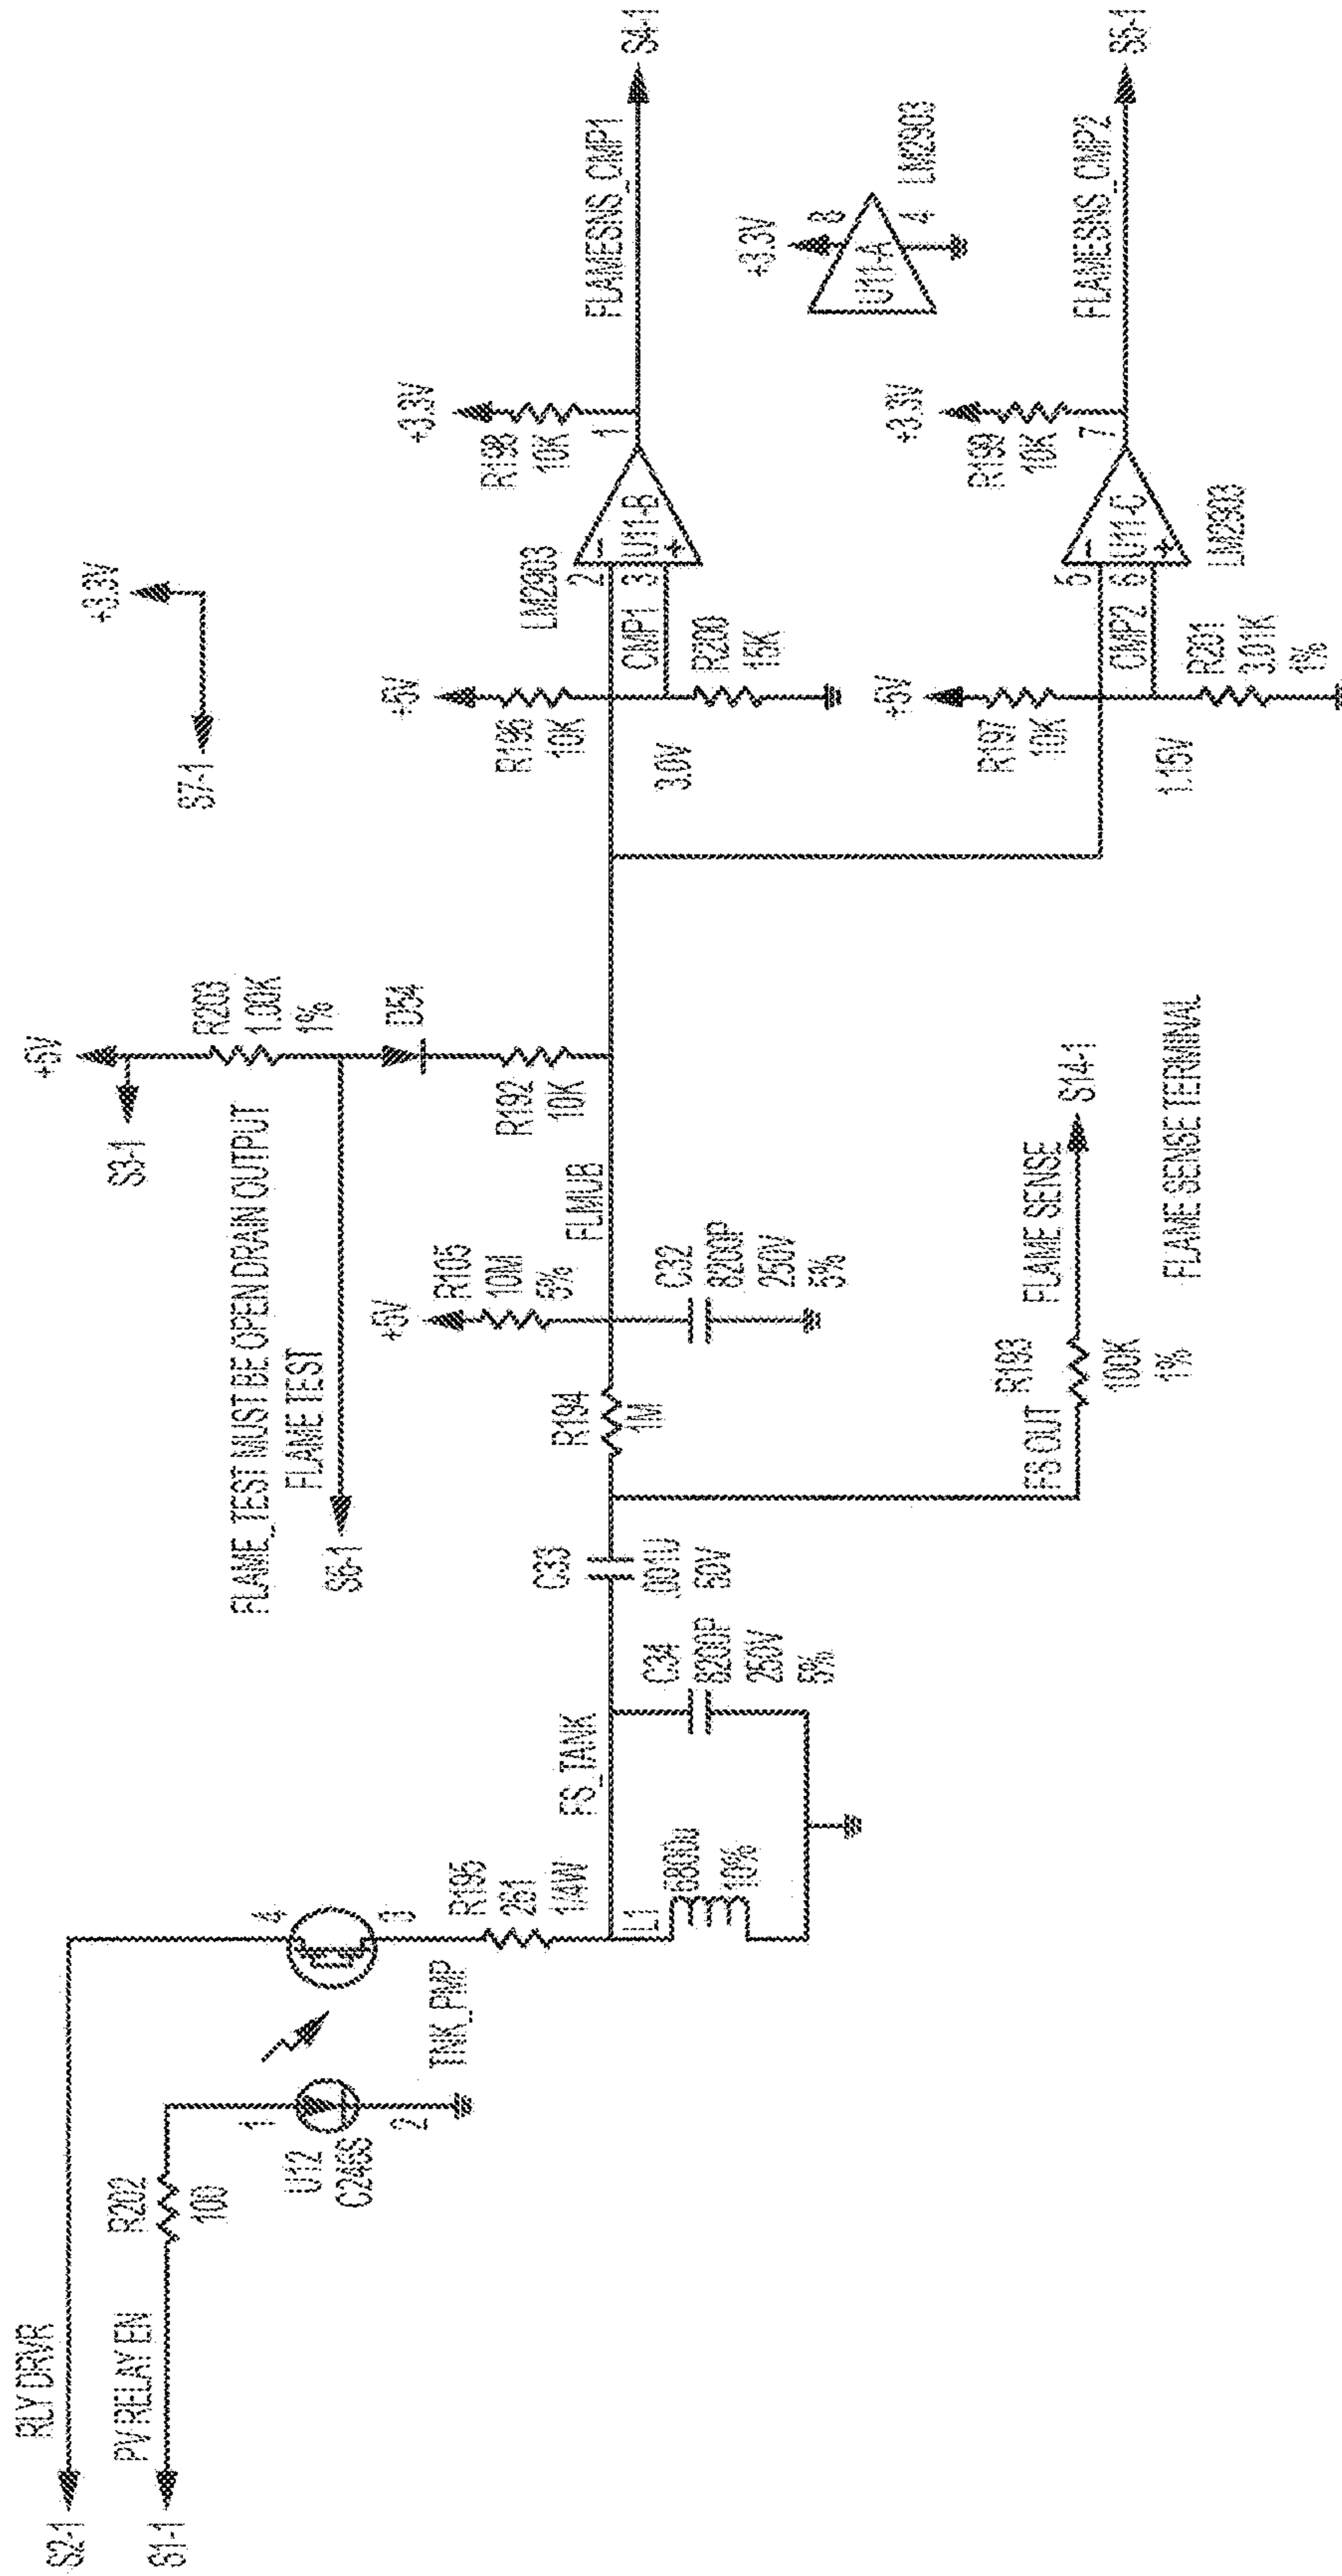 RLY DRVR
S2-1
PV RELAY EN
S1-1
R202
100
1
U12
C246S
2
4
3
TNK_PMP
R195
261
1/4W
FS_TANK
L1
6800u
10%
C34
8200P
250V
5%
C33
.001U
50V
FLAME_TEST MUST BE OPEN DRAIN OUTPUT
FLAME TEST
S6-1
+5V
S3-1
R203
1.00K
1%
D54
R192
10K
R194
1M
+5V
R105
10M
5%
FLMUB
C32
8200P
250V
5%
FS OUT
R193
100K
1%
FLAME SENSE
S14-1
FLAME SENSE TERMINAL
+3.3V
S7-1
+5V
R196
10K
3.0V
LM2903
2
3
CMP1
U11-B
R200
15K
+3.3V
R198
10K
1
FLAMESNS_CMP1
S4-1
+3.3V
8
U11-A
4
LM2903
+5V
R197
10K
1.15V
5
6
CMP2
U11-C
LM2903
R201
3.01K
1%
+3.3V
R199
10K
7
FLAMESNS_CMP2
S5-1